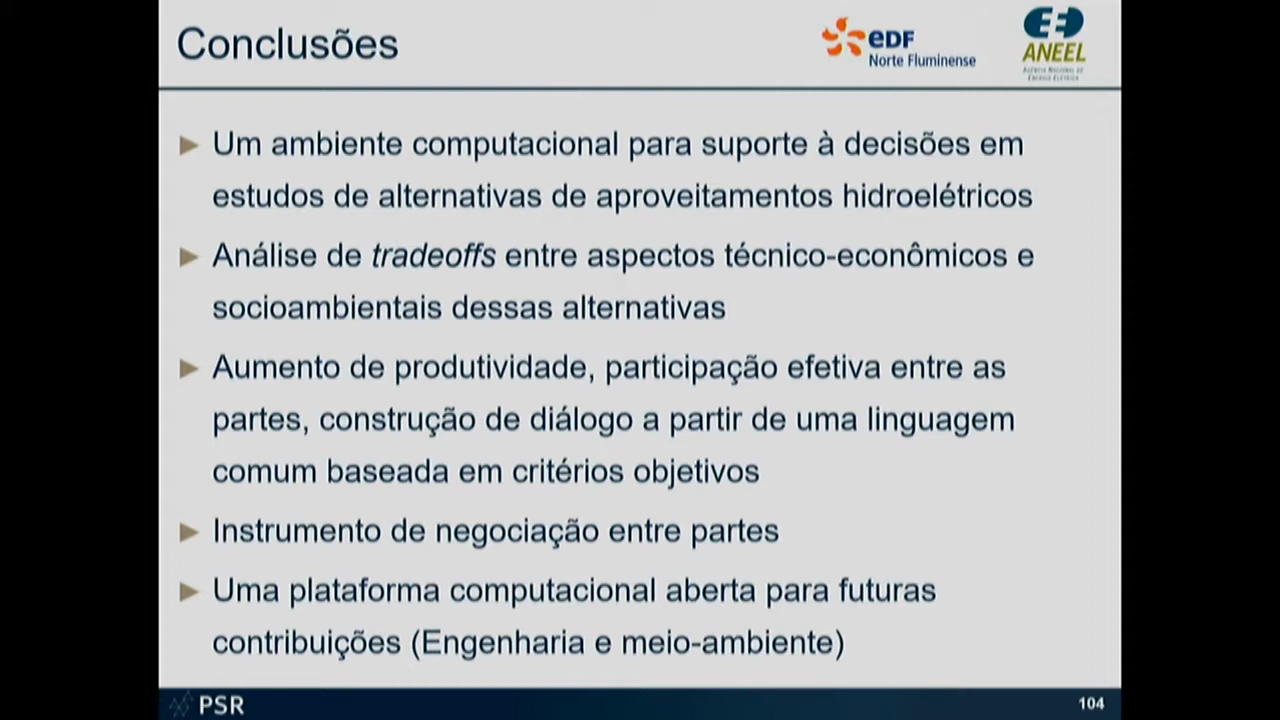 Conclusões
eDF
Norte Fluminense
ANEEL
AGÊNCIA NACIONAL DE
ENERGIA ELÉTRICA
Um ambiente computacional para suporte à decisões em
estudos de alternativas de aproveitamentos hidroelétricos
Análise de tradeoffs entre aspectos técnico-econômicos e
socioambientais dessas alternativas
Aumento de produtividade, participação efetiva entre as
partes, construção de diálogo a partir de uma linguagem
comum baseada em critérios objetivos
Instrumento de negociação entre partes
Uma plataforma computacional aberta para futuras
contribuições (Engenharia e meio-ambiente)
PSR
104